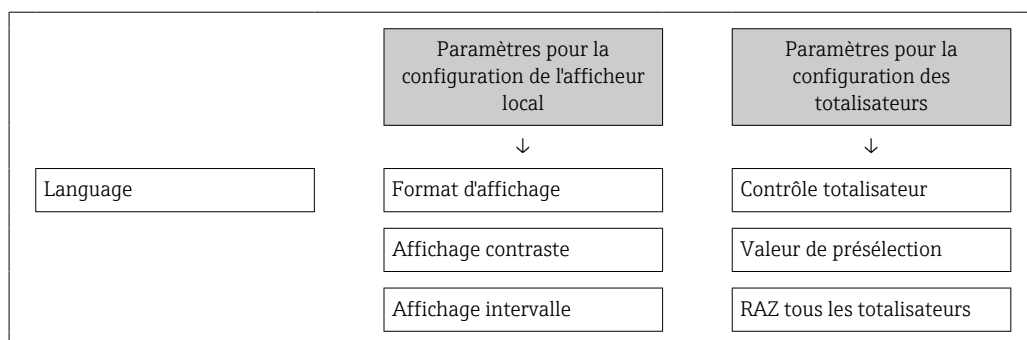 Paramètres pour la
configuration de l'afficheur
local
Paramètres pour la
configuration des
totalisateurs
↓
↓
Language
Format d'affichage
Contrôle totalisateur
Affichage contraste
Valeur de présélection
Affichage intervalle
RAZ tous les totalisateurs